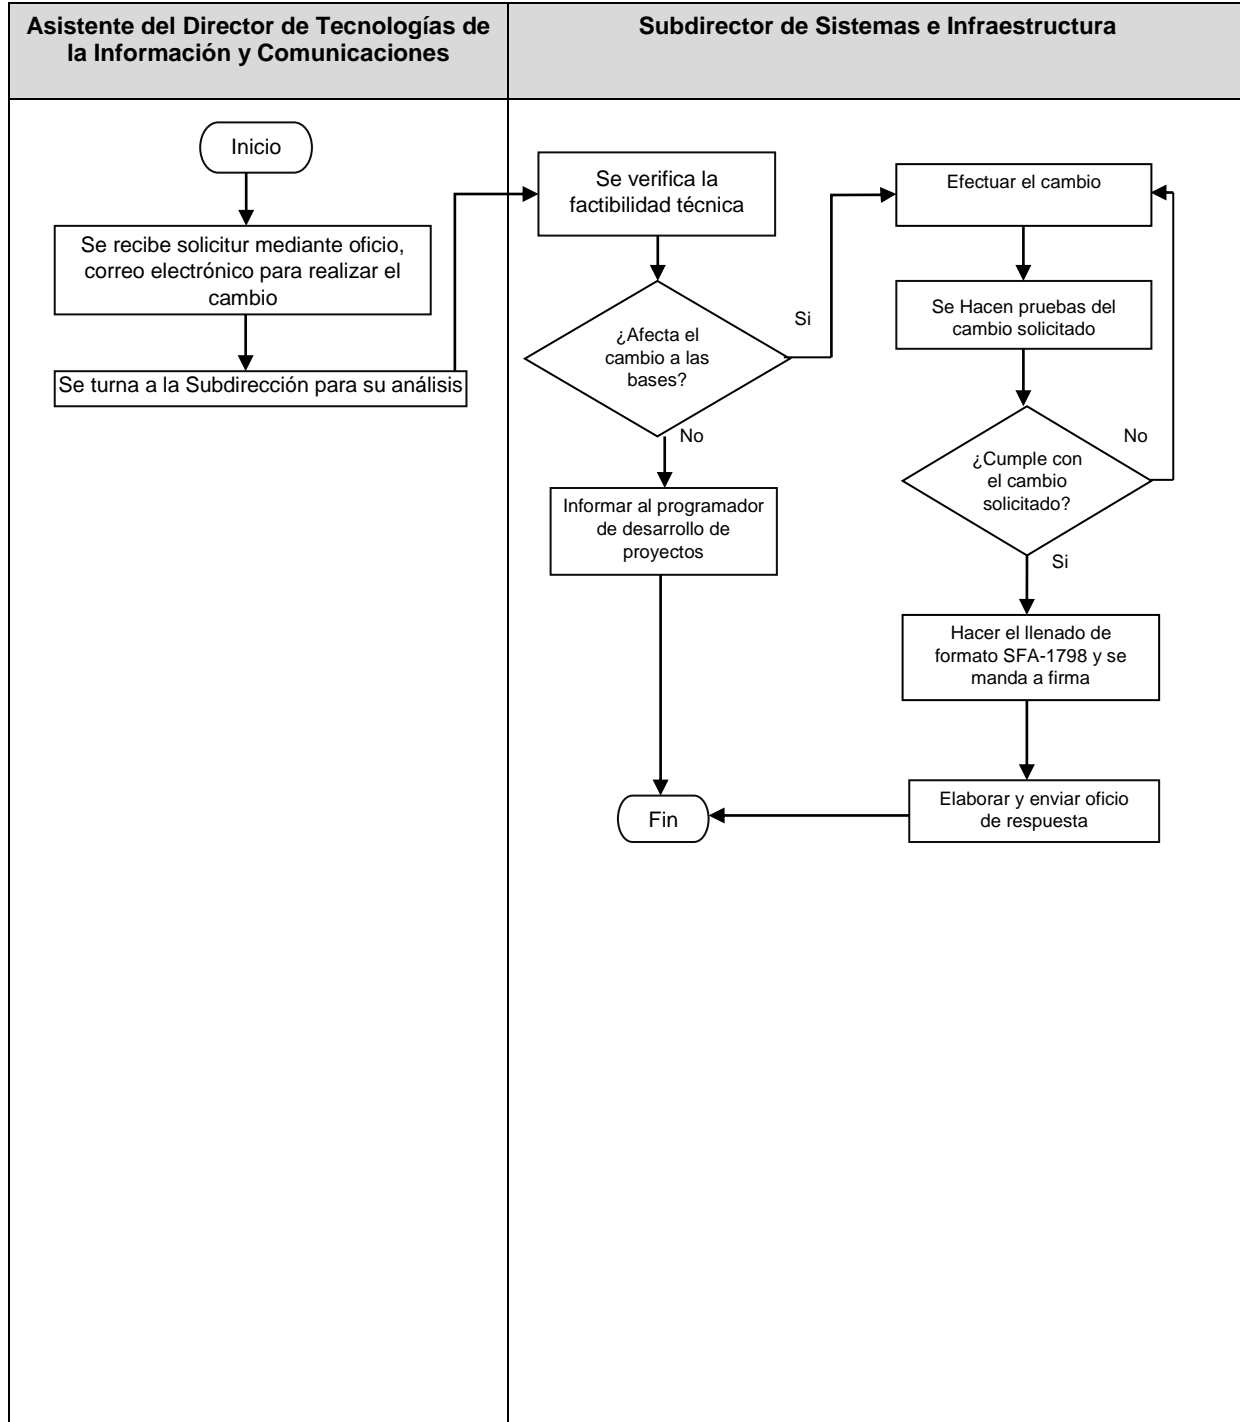 Asistente del Director de Tecnologías de
la Información y Comunicaciones
Subdirector de Sistemas e Infraestructura
Inicio
Se recibe solicitur mediante oficio,
correo electrónico para realizar el
cambio
Se turna a la Subdirección para su análisis
Se verifica la
factibilidad técnica
¿Afecta el
cambio a las
bases?
Si
No
Informar al programador
de desarrollo de
proyectos
Efectuar el cambio
Se Hacen pruebas del
cambio solicitado
¿Cumple con
el cambio
solicitado?
No
Si
Hacer el llenado de
formato SFA-1798 y se
manda a firma
Elaborar y enviar oficio
de respuesta
Fin